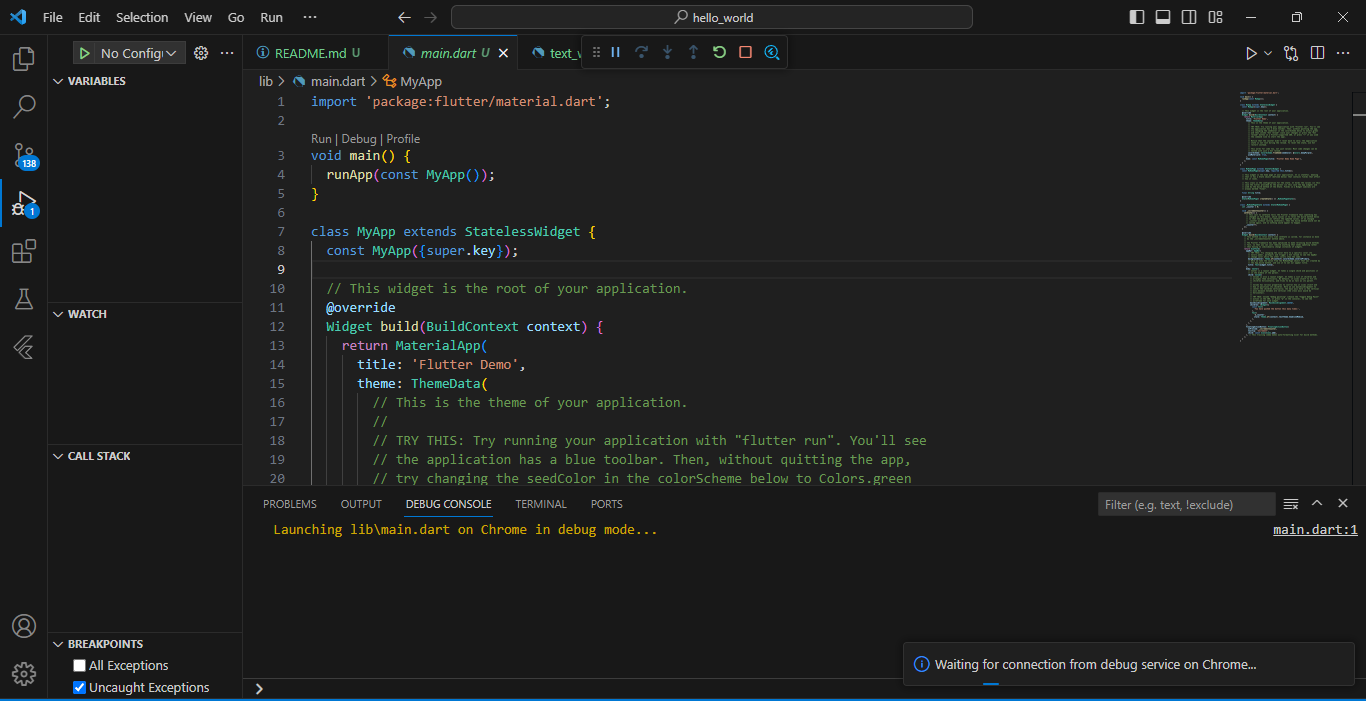 File Edit Selection View Go Run ··· hello_world
No Config
README.md U main.dart U text_v
lib > main.dart > MyApp
VARIABLES
WATCH
CALL STACK
BREAKPOINTS
All Exceptions
Uncaught Exceptions
138
1
1 import 'package:flutter/material.dart';
2
Run | Debug | Profile
3 void main() {
4 runApp(const MyApp());
5 }
6
7 class MyApp extends StatelessWidget {
8 const MyApp({super.key});
9
10 // This widget is the root of your application.
11 @override
12 Widget build(BuildContext context) {
13 return MaterialApp(
14 title: 'Flutter Demo',
15 theme: ThemeData(
16 // This is the theme of your application.
17 //
18 // TRY THIS: Try running your application with "flutter run". You'll see
19 // the application has a blue toolbar. Then, without quitting the app,
20 // try changing the seedColor in the colorScheme below to Colors.green
PROBLEMS OUTPUT DEBUG CONSOLE TERMINAL PORTS Filter (e.g. text, !exclude)
Launching lib\main.dart on Chrome in debug mode... main.dart:1
Waiting for connection from debug service on Chrome...